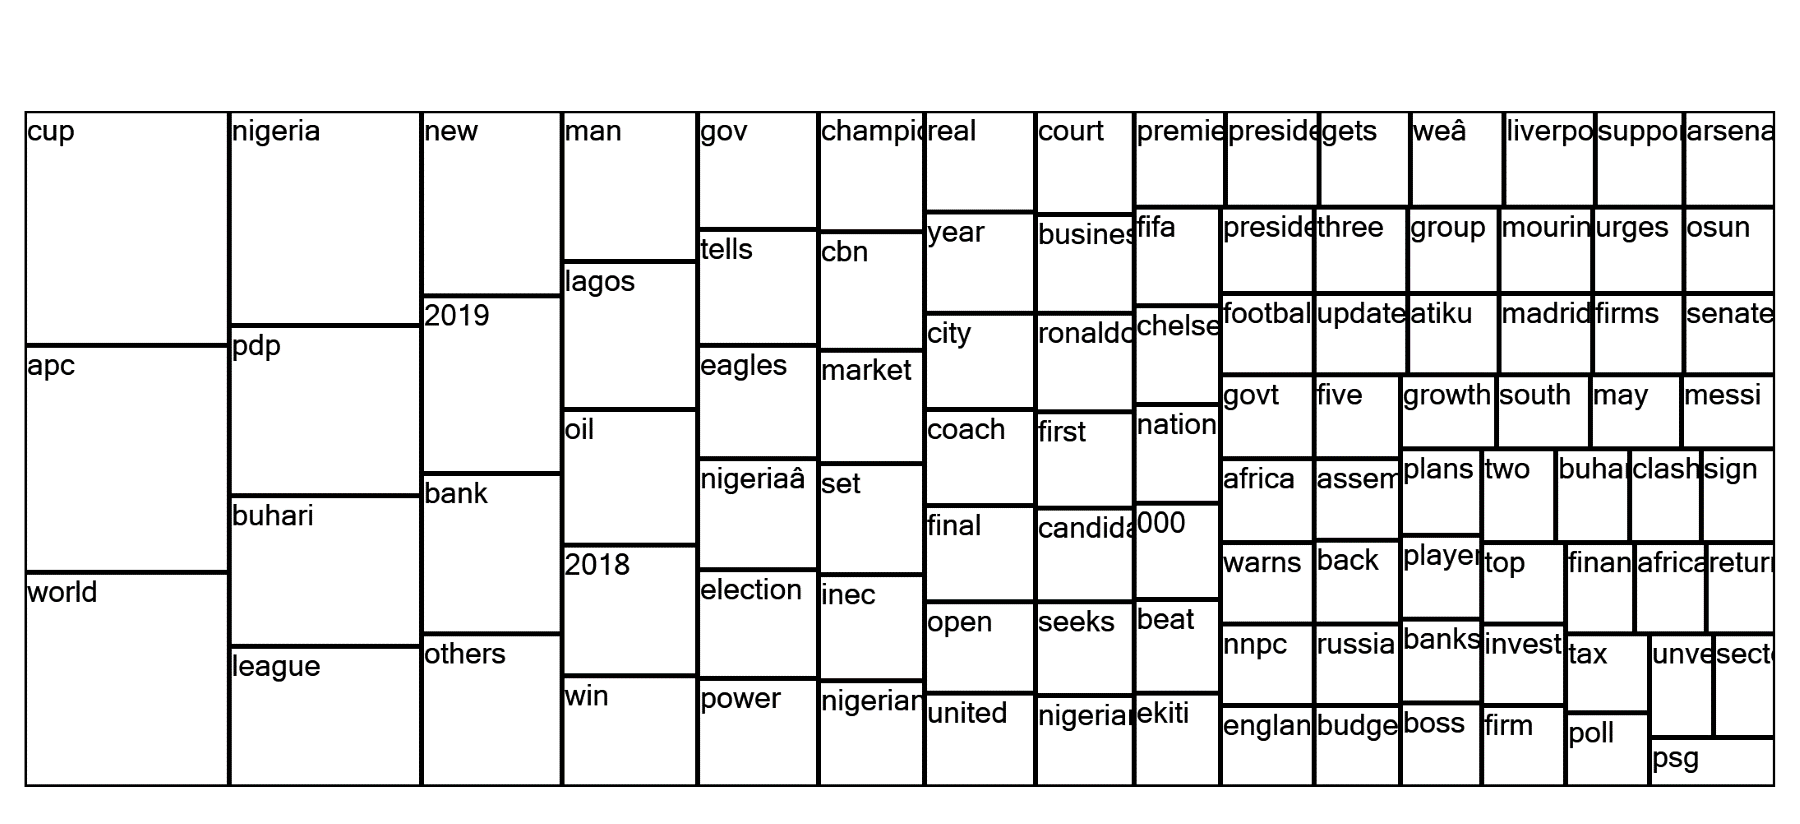 cup
apc
world
nigeria
pdp
buhari
league
new
2019
bank
others
man
lagos
oil
2018
win
gov
tells
eagles
nigeriaâ
election
power
champic
cbn
market
set
inec
nigerian
real
year
city
coach
final
open
united
court
busines
ronaldo
first
candida
seeks
nigerian
premie
fifa
chelse
nation
000
beat
ekiti
preside
gets
weâ
liverpo
suppor
arsena
preside
three
group
mourin
urges
osun
footbal
update
atiku
madrid
firms
senate
govt
five
growth
south
may
messi
africa
assem
plans
two
buhar
clash
sign
warns
back
player
top
finan
africa
return
nnpc
russia
banks
invest
tax
unve
secto
englan
budge
boss
firm
poll
psg